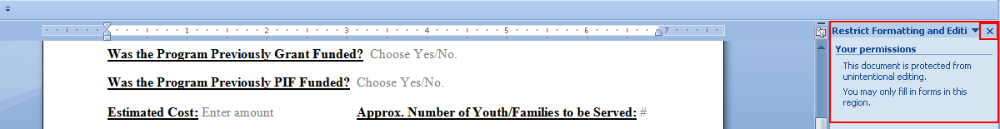 1 2 3 4 5 6 7
Restrict Formatting and Editi
Your permissions
This document is protected from
unintentional editing.
You may only fill in forms in this
region.
Was the Program Previously Grant Funded? Choose Yes/No.
Was the Program Previously PIF Funded? Choose Yes/No.
Estimated Cost: Enter amount Approx. Number of Youth/Families to be Served: #